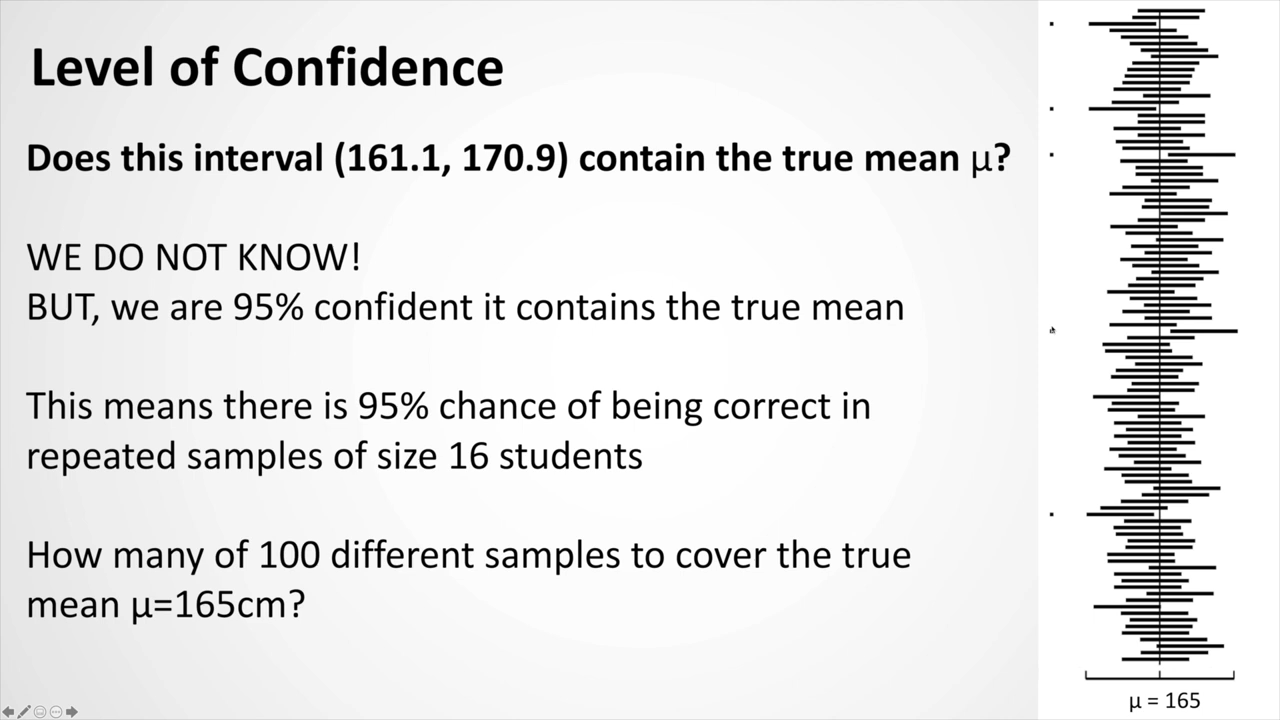 Level of Confidence
Does this interval (161.1, 170.9) contain the true mean μ?
WE DO NOT KNOW!
BUT, we are 95% confident it contains the true mean
This means there is 95% chance of being correct in
repeated samples of size 16 students
How many of 100 different samples to cover the true
mean μ=165cm?
μ = 165